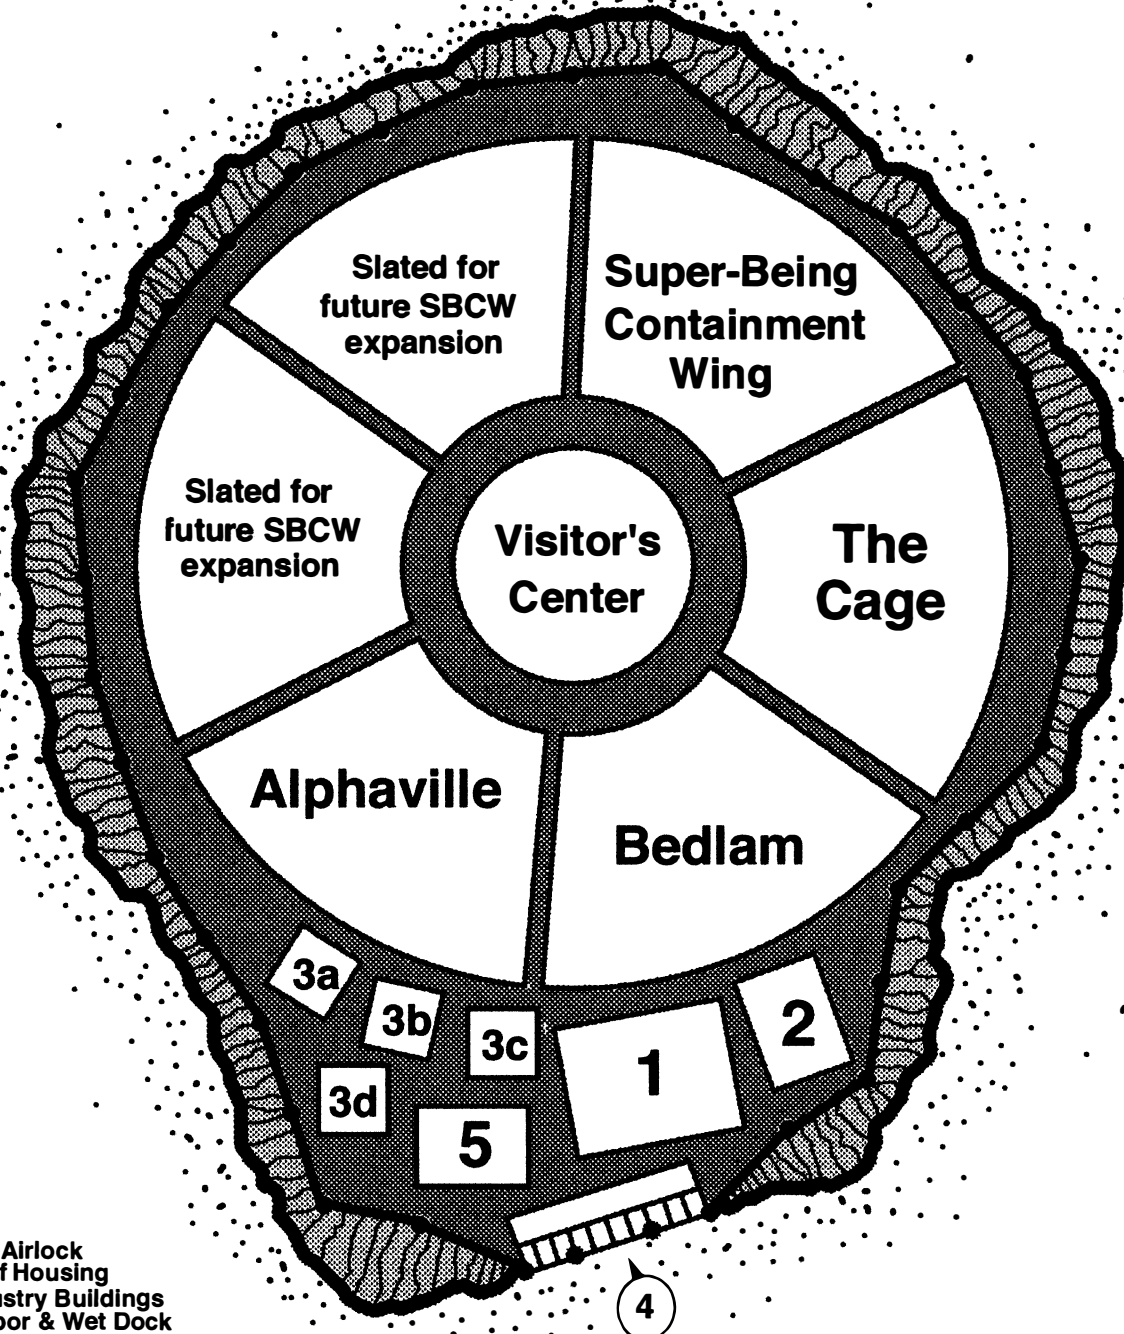 Slated for
future SBCW
expansion
Super-Being
Containment
Wing
Slated for
future SBCW
expansion
Visitor's
Center
The
Cage
Alphaville
Bedlam
3a
3b
3c
3d
5
1
2
4
Airlock
Housing
Buildings
& Wet Dock